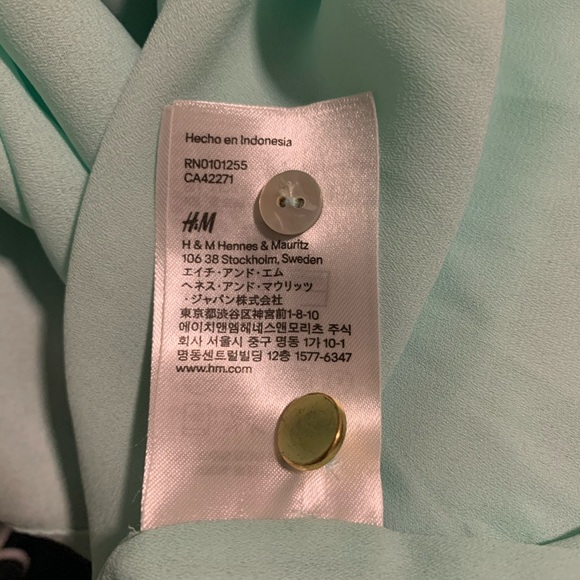 Hecho en Indonesia
RN0101255
CA42271
H&M
H & M Hennes & Mauritz
106 38 Stockholm, Sweden
エイチ・アンド・エム
ヘネス・アンド・マウリッツ
・ジャパン株式会社
東京都渋谷区神宮前1-8-10
에이치앤엠헤네스앤모리츠 주식
회사 서울시 중구 명동 1가 10-1
명동센트럴빌딩 12층 1577-6347
www.hm.com